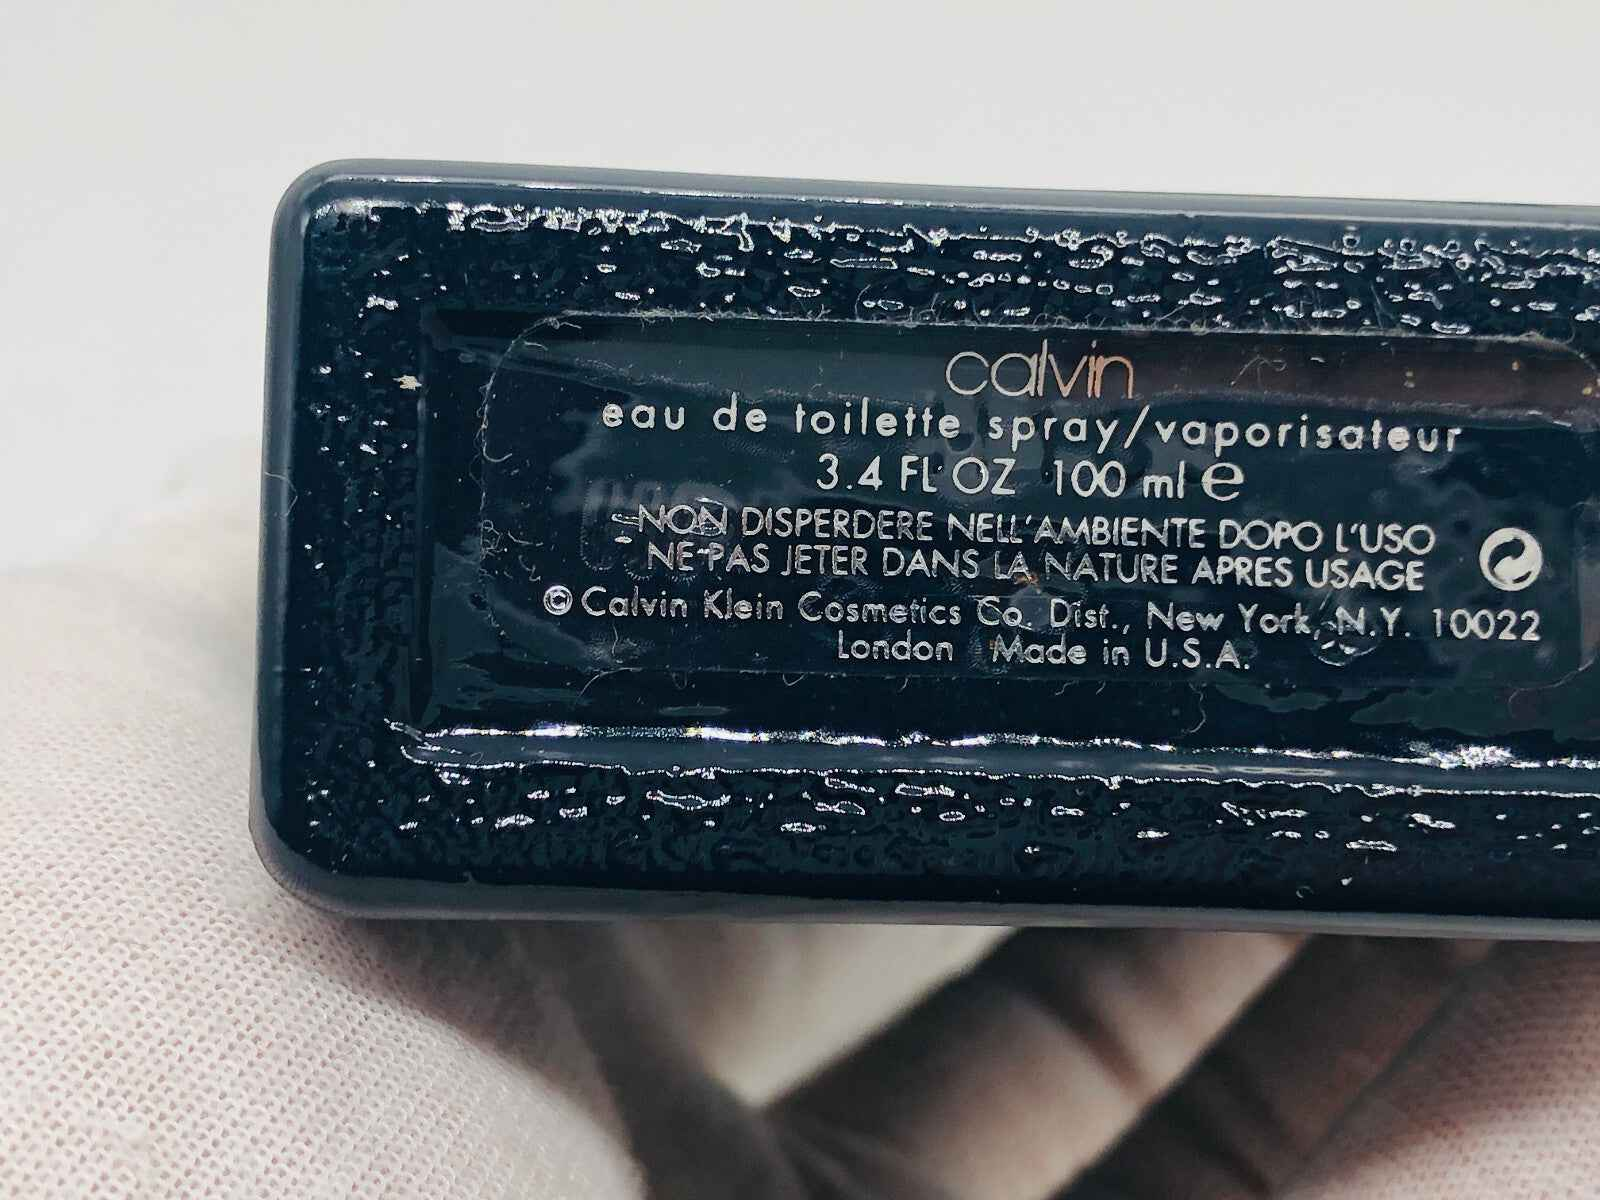 calvin
eau de toilette spray/vaporisateur
3.4 FL OZ 100 ml ℮
NON DISPERDERE NELL'AMBIENTE DOPO L'USO
NE PAS JETER DANS LA NATURE APRES USAGE
© Calvin Klein Cosmetics Co. Dist., New York, N.Y. 10022
London Made in U.S.A.